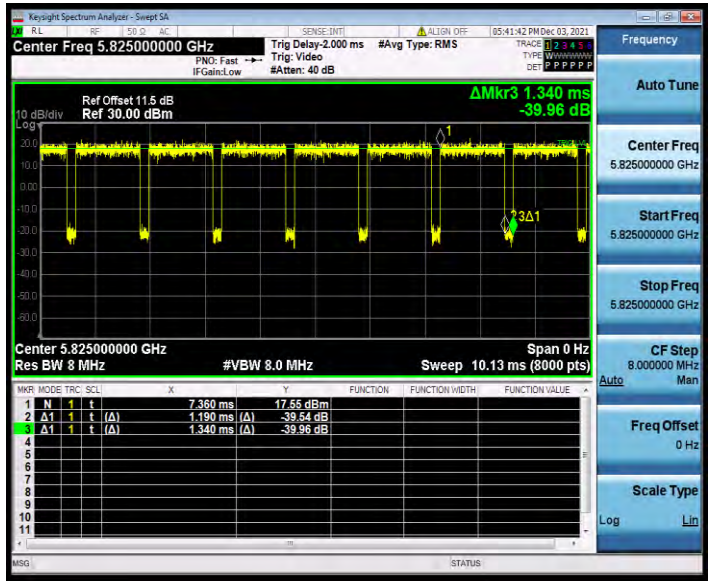 Keysight Spectrum Analyzer - Swept SA
RL RF 50 Ω AC SENSE:INT ALIGN OFF 05:41:42 PM Dec 03, 2021
Center Freq 5.825000000 GHz
PNO: Fast
IFGain:Low
Trig Delay-2.000 ms
Trig: Video
#Atten: 40 dB
#Avg Type: RMS
TRACE 1 2 3 4 5 6
TYPE
DET P P P P P P
ΔMkr3 1.340 ms
-39.96 dB
Ref Offset 11.5 dB
10 dB/div Ref 30.00 dBm
Log
20.0
10.0
0.00
-10.0
-20.0
-30.0
-40.0
-50.0
-60.0
1
3Δ1
Center 5.825000000 GHz Span 0 Hz
Res BW 8 MHz #VBW 8.0 MHz Sweep 10.13 ms (8000 pts)
MKR MODE TRC SCL X Y FUNCTION FUNCTION WIDTH FUNCTION VALUE
1 N 1 t 7.360 ms 17.55 dBm
2 Δ1 1 t (Δ) 1.190 ms (Δ) -39.54 dB
3 Δ1 1 t (Δ) 1.340 ms (Δ) -39.96 dB
4
5
6
7
8
9
10
11
MSG STATUS
Frequency
Auto Tune
Center Freq
5.825000000 GHz
Start Freq
5.825000000 GHz
Stop Freq
5.825000000 GHz
CF Step
8.000000 MHz
Auto Man
Freq Offset
0 Hz
Scale Type
Log Lin